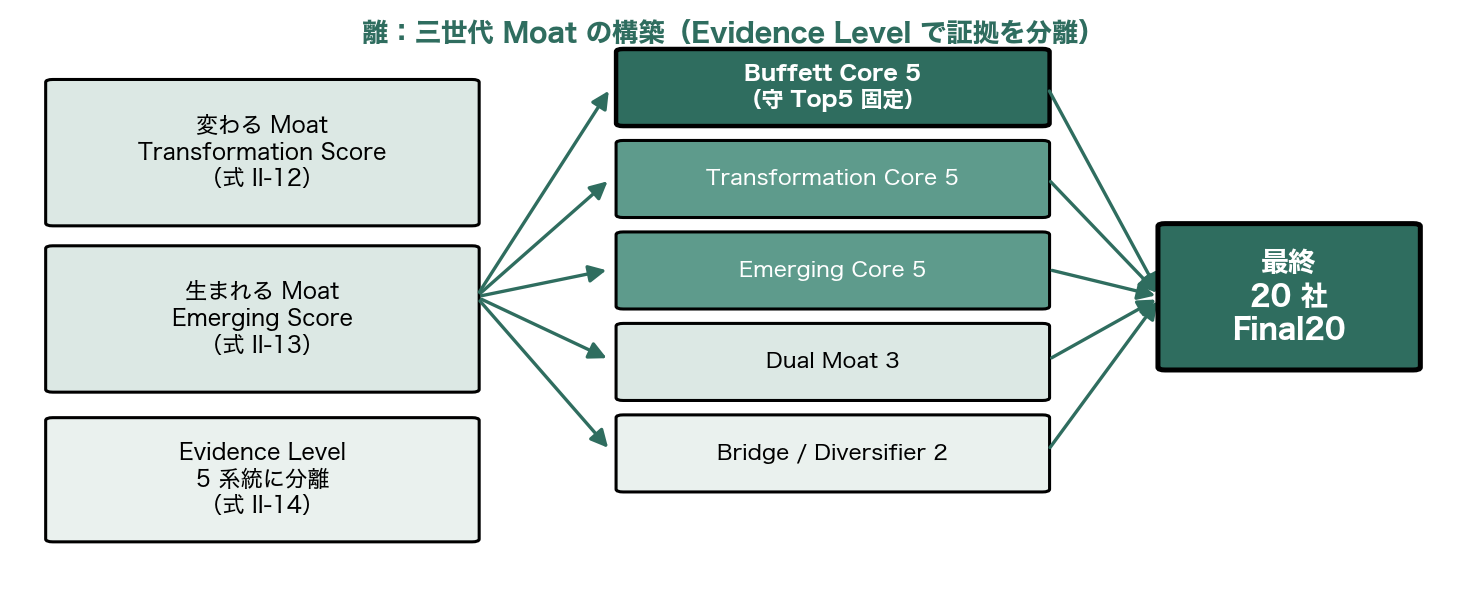 離：三世代 Moat の構築（Evidence Level で証拠を分離）
変わる Moat
Transformation Score
（式 II-12）
生まれる Moat
Emerging Score
（式 II-13）
Evidence Level
5 系統に分離
（式 II-14）
Buffett Core 5
（守 Top5 固定）
Transformation Core 5
Emerging Core 5
Dual Moat 3
Bridge / Diversifier 2
最終
20 社
Final20